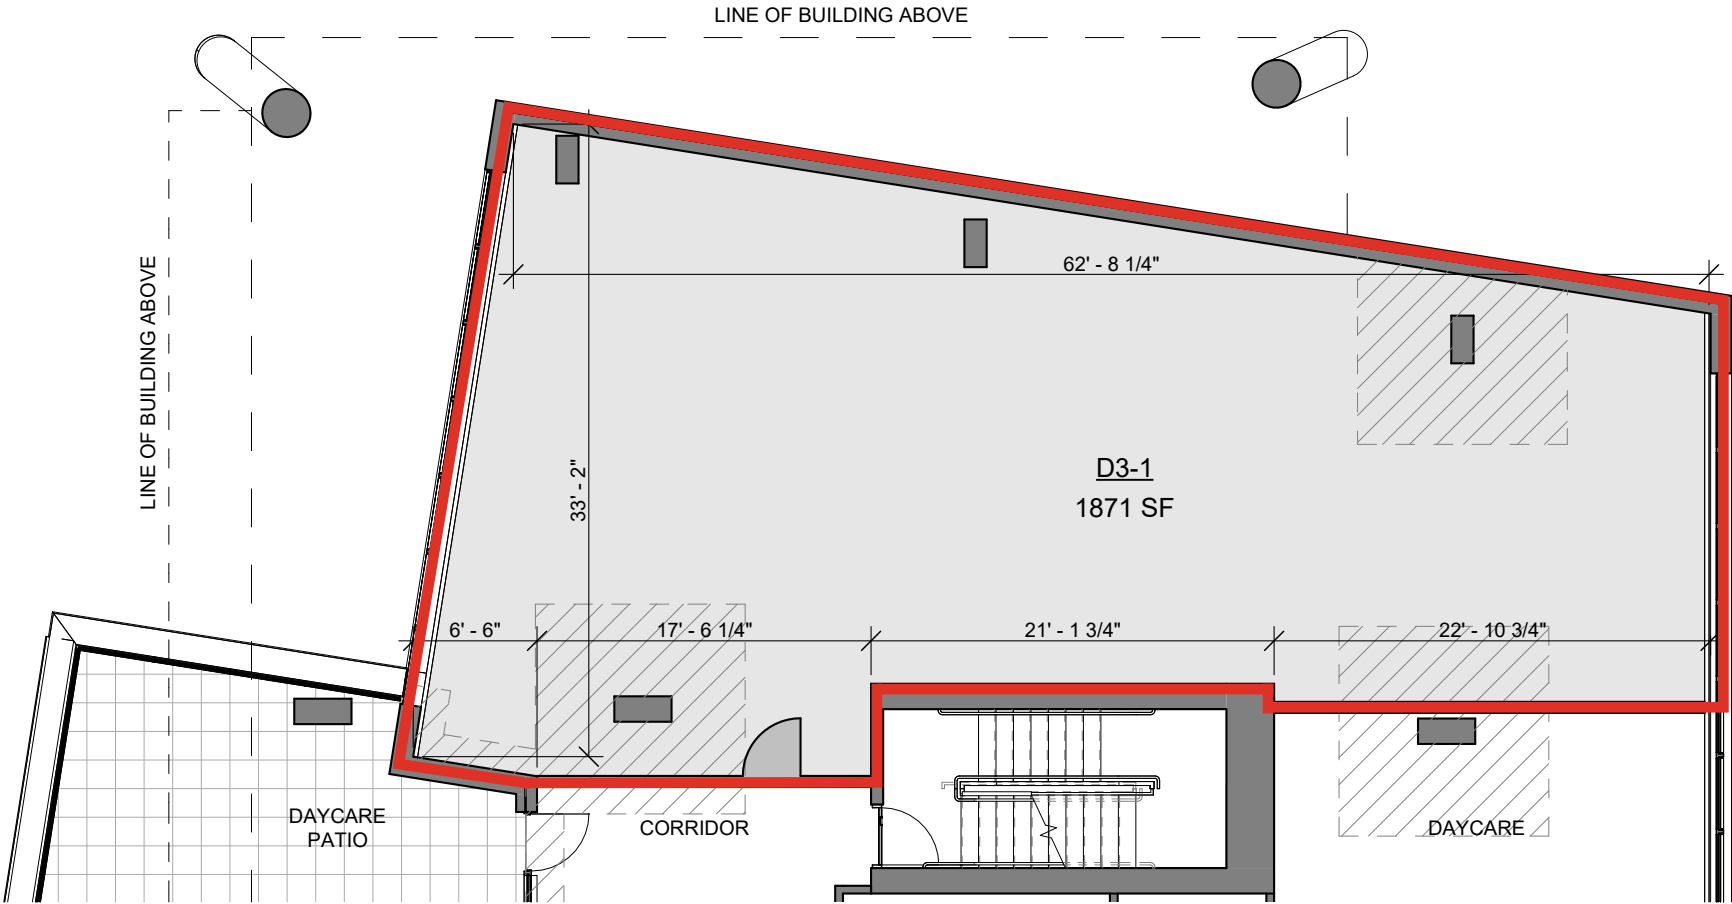 LINE OF BUILDING ABOVE
LINE OF BUILDING ABOVE
62' - 8 1/4"
33' - 2"
D3-1
1871 SF
6' - 6"
17' - 6 1/4"
21' - 1 3/4"
22' - 10 3/4"
DAYCARE
PATIO
CORRIDOR
DAYCARE